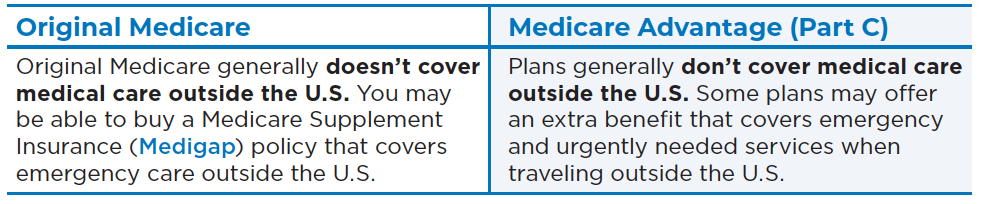 Original Medicare
Original Medicare generally doesn’t cover
medical care outside the U.S. You may
be able to buy a Medicare Supplement
Insurance (Medigap) policy that covers
emergency care outside the U.S.
Medicare Advantage (Part C)
Plans generally don’t cover medical care
outside the U.S. Some plans may offer
an extra benefit that covers emergency
and urgently needed services when
traveling outside the U.S.